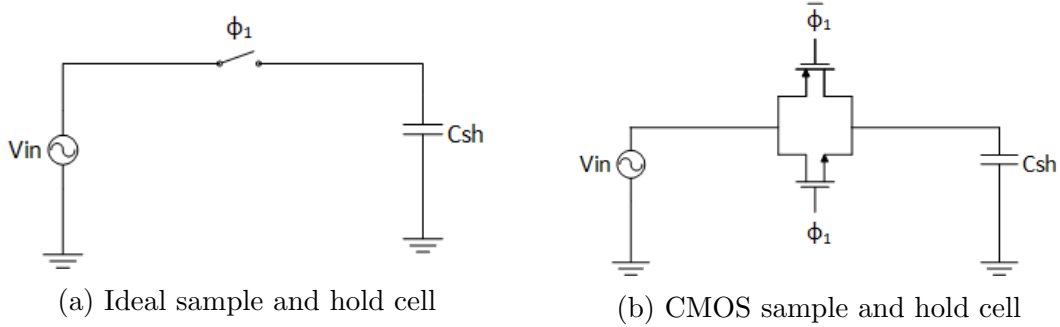 ϕ₁
Vin
Csh
(a) Ideal sample and hold cell
ϕ̅₁
Vin
Csh
ϕ₁
(b) CMOS sample and hold cell